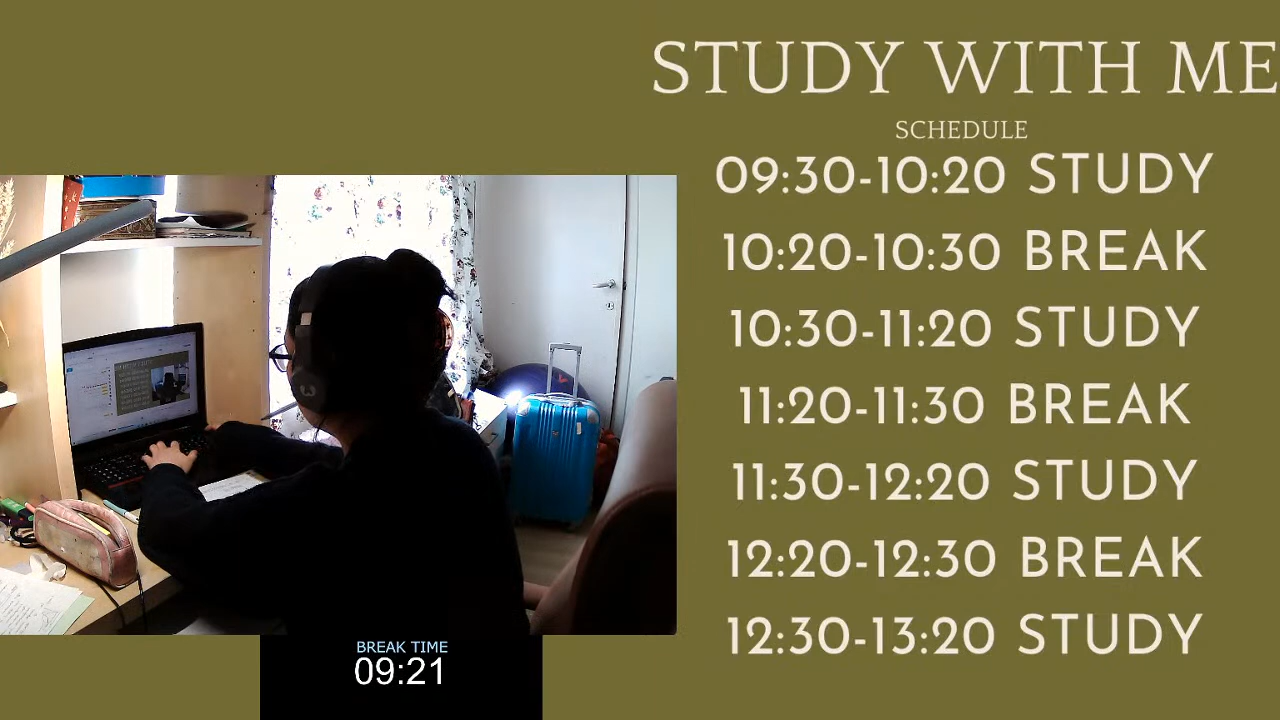 STUDY WITH ME
SCHEDULE
09:30-10:20 STUDY
10:20-10:30 BREAK
10:30-11:20 STUDY
11:20-11:30 BREAK
11:30-12:20 STUDY
12:20-12:30 BREAK
12:30-13:20 STUDY
BREAK TIME
09:21